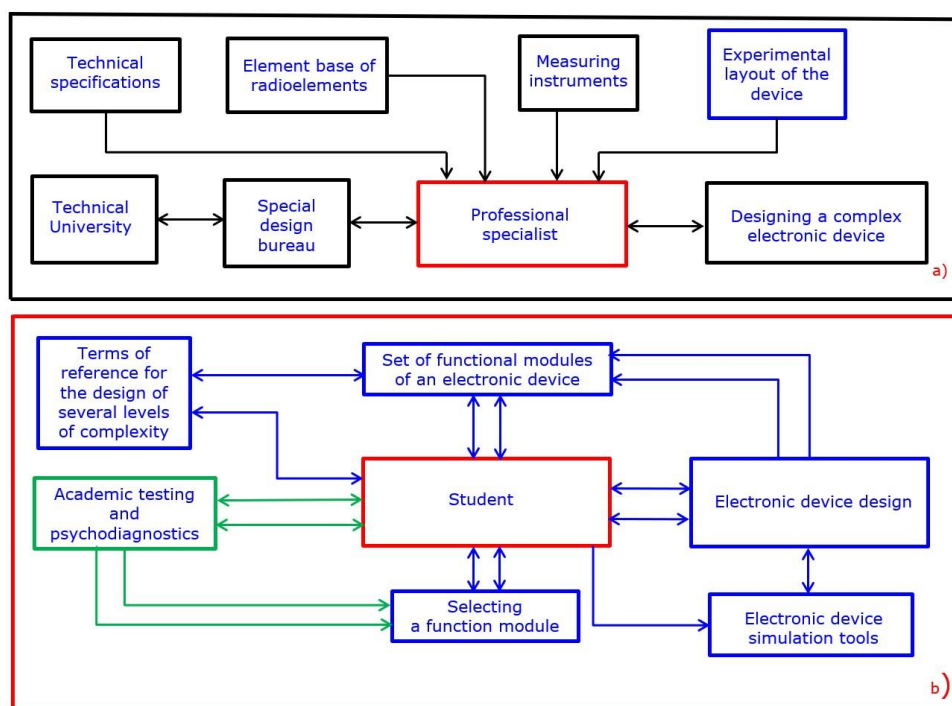 Technical
specifications
Element base of
radioelements
Measuring
instruments
Experimental
layout of the
device
Technical
University
Special
design
bureau
Professional
specialist
Designing a complex
electronic device
a)
Terms of
reference for
the design of
several levels
of complexity
Set of functional modules
of an electronic device
Academic testing
and
psychodiagnostics
Student
Electronic device design
Selecting
a function module
Electronic device
simulation tools
b)